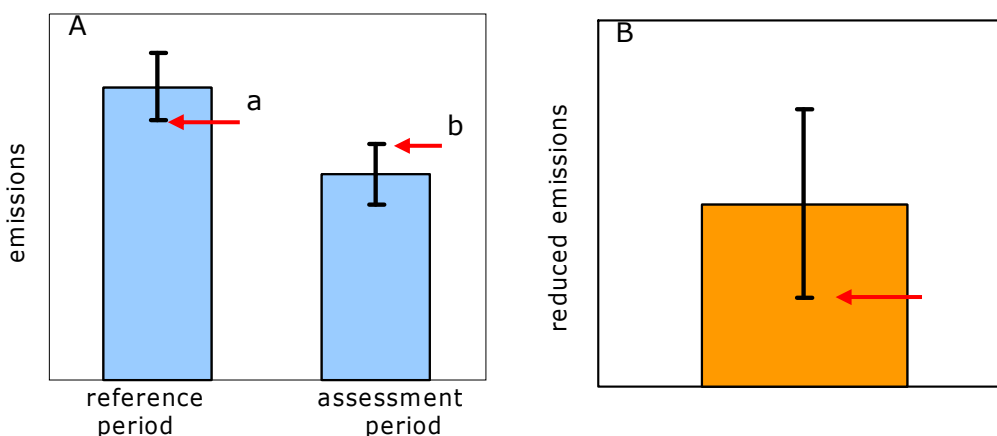 A
a
b
emissions
reference
period
assessment
period
B
reduced emissions